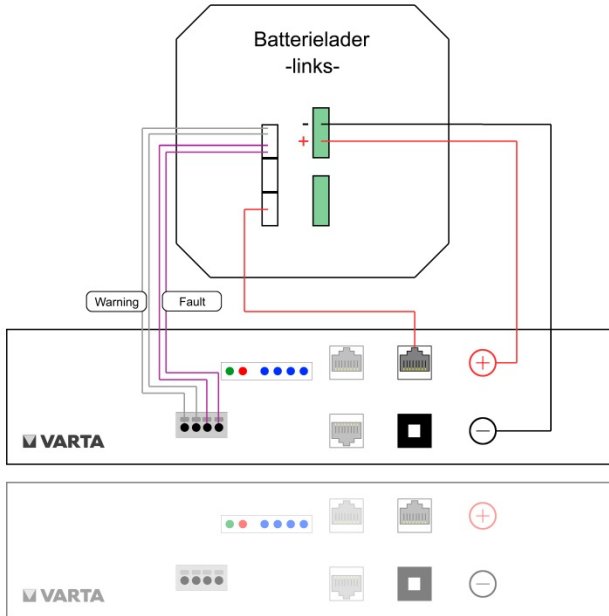 Batterielader
-links-
-
+
Warning
Fault
+
VARTA
−
+
VARTA
−